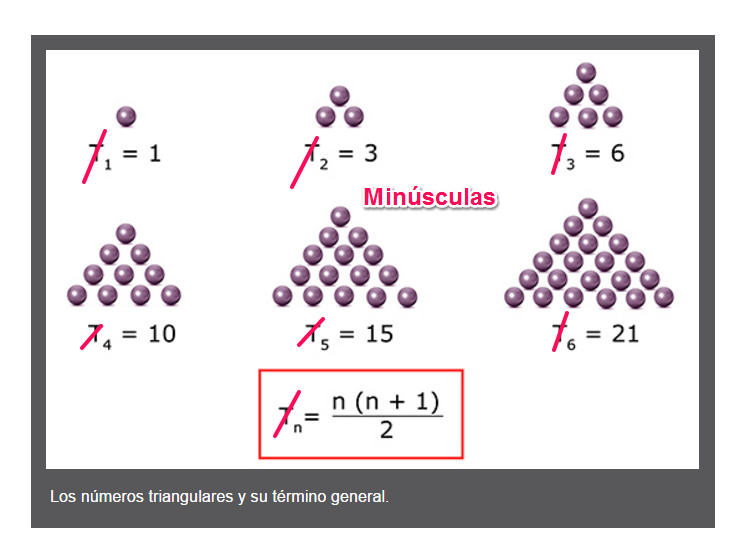 T1 = 1
T2 = 3
T3 = 6
Minúsculas
T4 = 10
T5 = 15
T6 = 21
Tn= n (n + 1)
2
Los números triangulares y su término general.